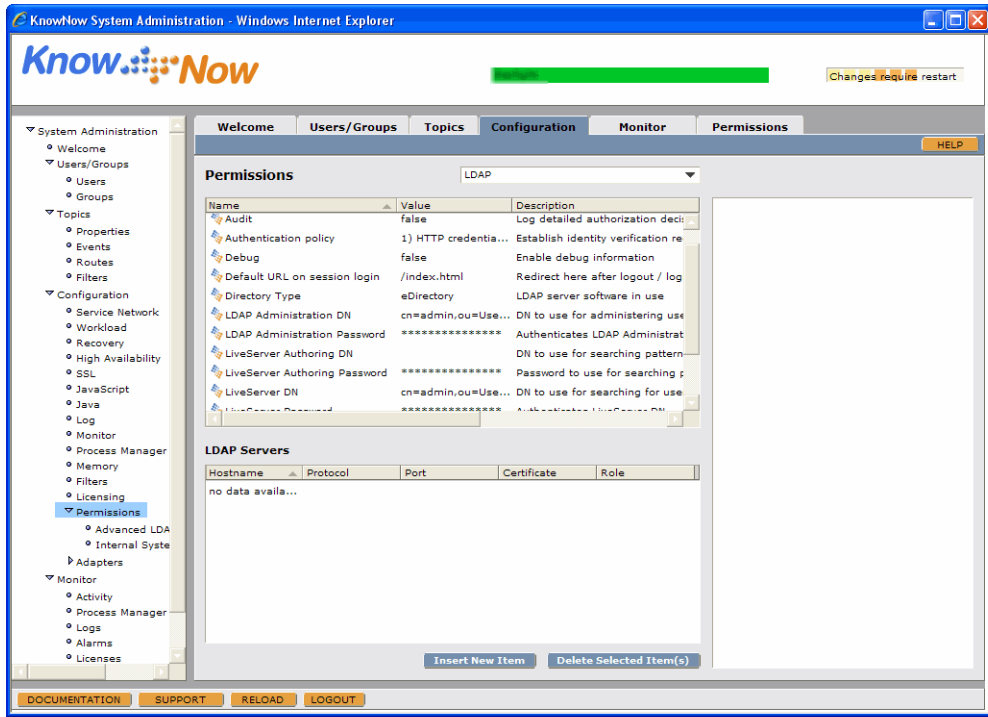 KnowNow System Administration - Windows Internet Explorer
KnowNow
Changes require restart
Welcome Users/Groups Topics Configuration Monitor Permissions
HELP
System Administration
Welcome
Users/Groups
Users
Groups
Topics
Properties
Events
Routes
Filters
Configuration
Service Network
Workload
Recovery
High Availability
SSL
JavaScript
Java
Log
Monitor
Process Manager
Memory
Filters
Licensing
Permissions
Advanced LDA
Internal Syste
Adapters
Monitor
Activity
Process Manager
Logs
Alarms
Licenses
Permissions LDAP
Name Value Description
Audit false Log detailed authorization decis
Authentication policy 1) HTTP credentia... Establish identity verification re
Debug false Enable debug information
Default URL on session login /index.html Redirect here after logout / log
Directory Type eDirectory LDAP server software in use
LDAP Administration DN cn=admin,ou=Use... DN to use for administering use
LDAP Administration Password *************** Authenticates LDAP Administrat
LiveServer Authoring DN DN to use for searching pattern
LiveServer Authoring Password *************** Password to use for searching p
LiveServer DN cn=admin,ou=Use... DN to use for searching for use
LiveServer Password *************** Authenticates LiveServer DN
LDAP Servers
Hostname Protocol Port Certificate Role
no data availa...
Insert New Item Delete Selected Item(s)
DOCUMENTATION SUPPORT RELOAD LOGOUT